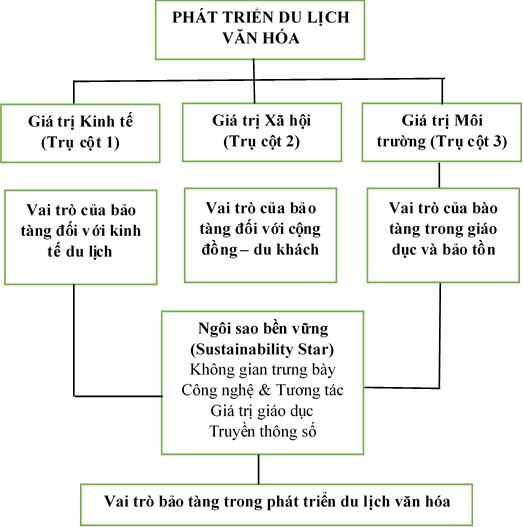 PHÁT TRIỂN DU LỊCH
VĂN HÓA
Giá trị Kinh tế
(Trụ cột 1)
Giá trị Xã hội
(Trụ cột 2)
Giá trị Môi
trường (Trụ cột 3)
Vai trò của bảo
tàng đối với kinh
tế du lịch
Vai trò của bảo
tàng đối với cộng
đồng – du khách
Vai trò của bào
tàng trong giáo
dục và bảo tồn
Ngôi sao bền vững
(Sustainability Star)
Không gian trưng bày
Công nghệ & Tương tác
Giá trị giáo dục
Truyền thông số
Vai trò bảo tàng trong phát triển du lịch văn hóa